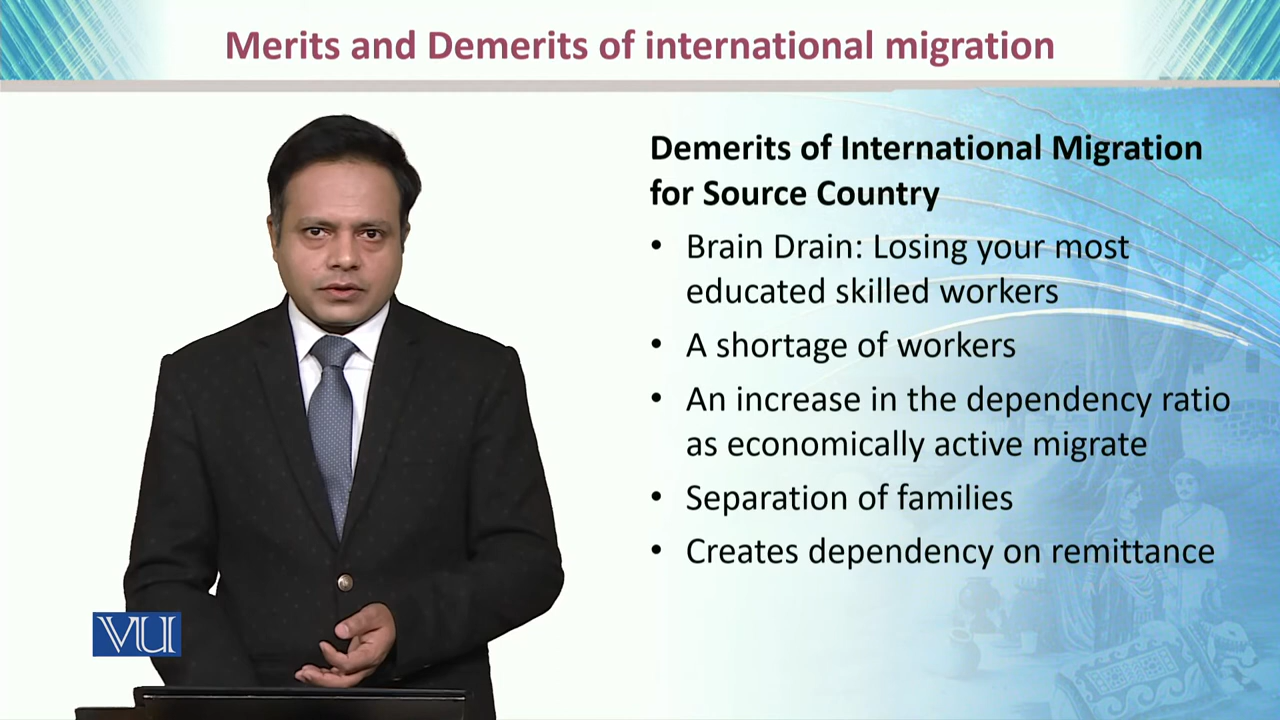 Merits and Demerits of international migration
Demerits of International Migration
for Source Country
• Brain Drain: Losing your most
educated skilled workers
• A shortage of workers
• An increase in the dependency ratio
as economically active migrate
• Separation of families
• Creates dependency on remittance
VU